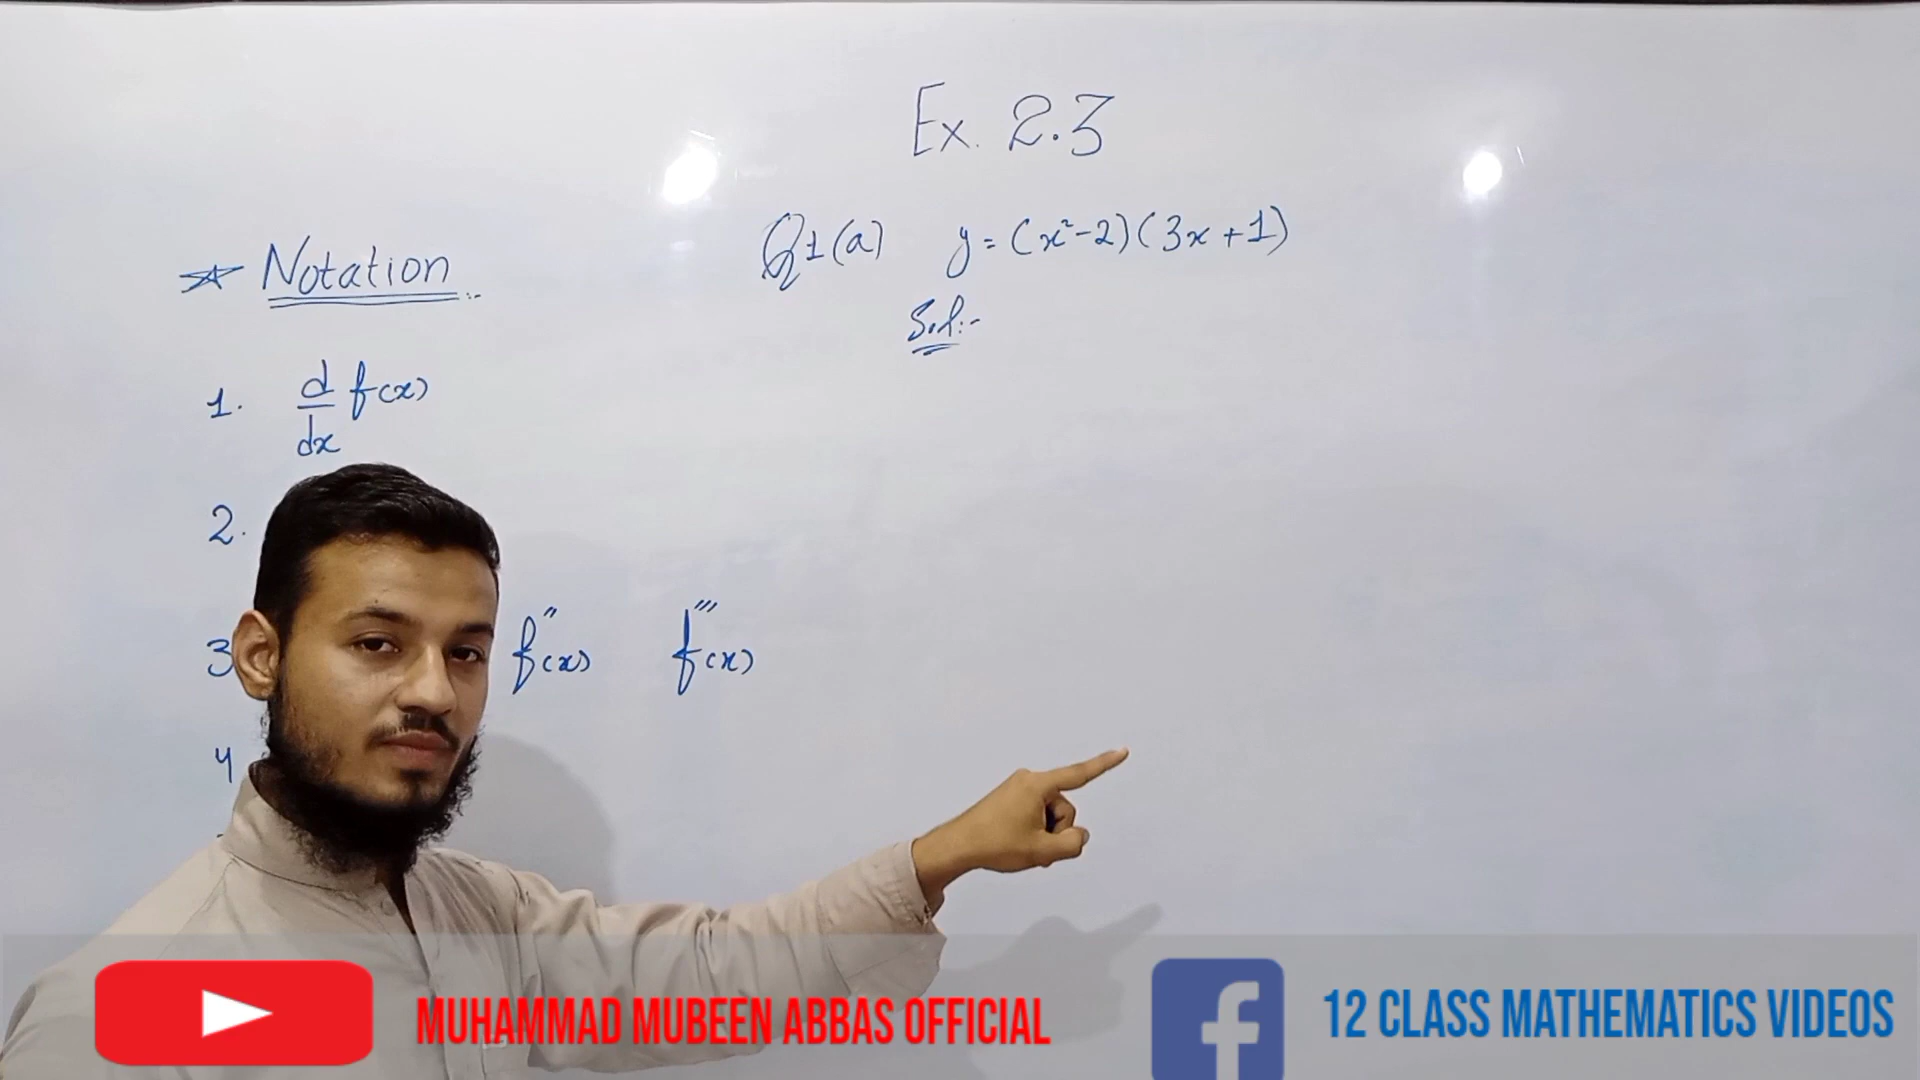 Ex. 2.3
Q1(a) y = (x²-2)(3x+1)
Sol:-
Notation
1. d/dx f(x)
2.
3 f''(x) f'''(x)
4
MUHAMMAD MUBEEN ABBAS OFFICIAL
12 CLASS MATHEMATICS VIDEOS